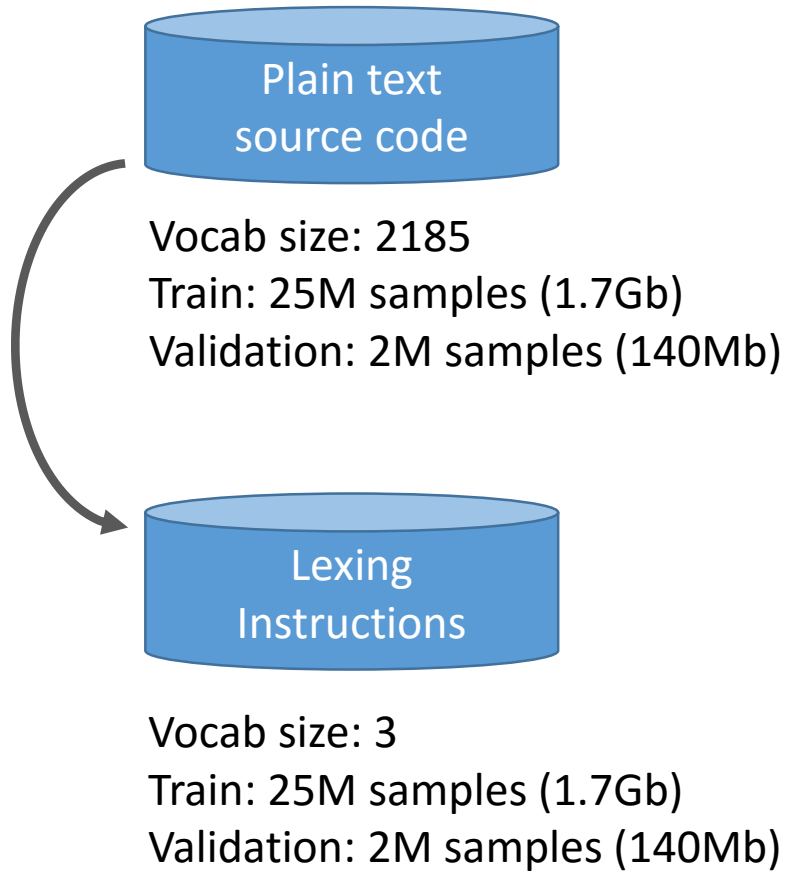 Plain text
source code
Vocab size: 2185
Train: 25M samples (1.7Gb)
Validation: 2M samples (140Mb)
Lexing
Instructions
Vocab size: 3
Train: 25M samples (1.7Gb)
Validation: 2M samples (140Mb)